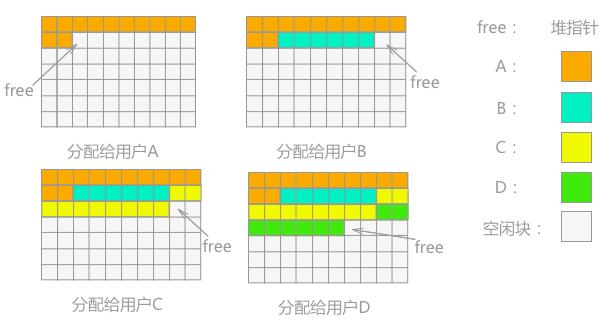 free
分配给用户A
free
分配给用户B
free
分配给用户C
free
分配给用户D
free： 堆指针
A：
B：
C：
D：
空闲块：